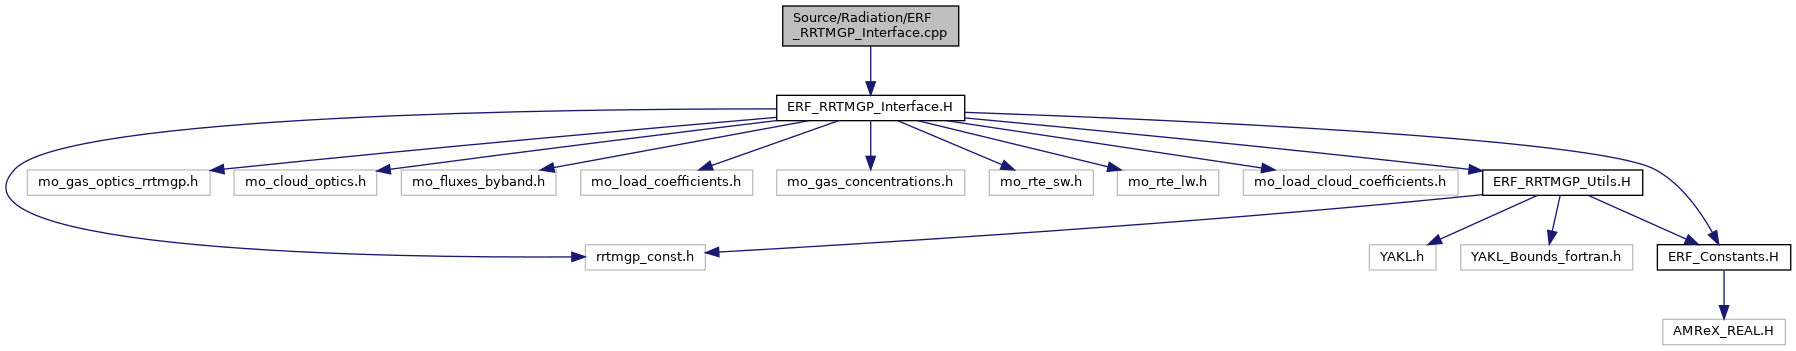 Source/Radiation/ERF
_RRTMGP_Interface.cpp
ERF_RRTMGP_Interface.H
mo_gas_optics_rrtmgp.h
mo_cloud_optics.h
mo_fluxes_byband.h
mo_load_coefficients.h
mo_gas_concentrations.h
mo_rte_sw.h
mo_rte_lw.h
mo_load_cloud_coefficients.h
ERF_RRTMGP_Utils.H
rrtmgp_const.h
YAKL.h
YAKL_Bounds_fortran.h
ERF_Constants.H
AMReX_REAL.H